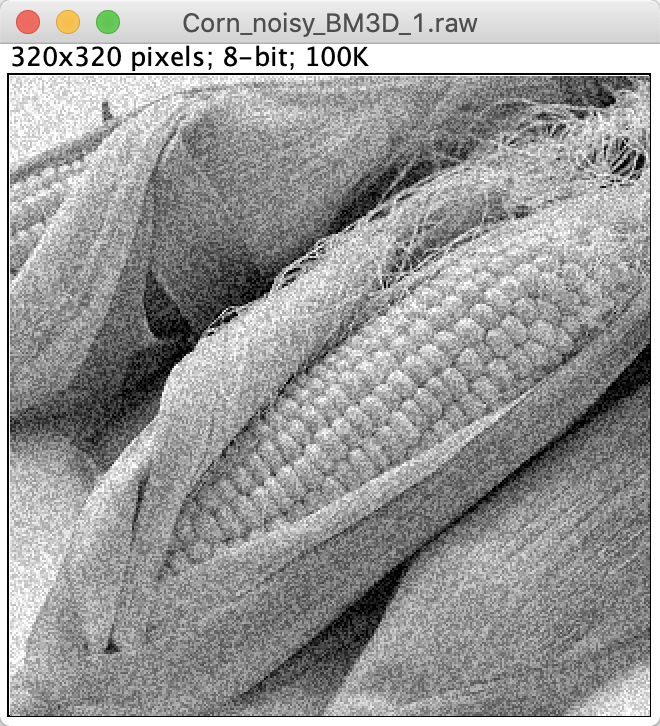 Corn_noisy_BM3D_1.raw
320x320 pixels; 8-bit; 100K